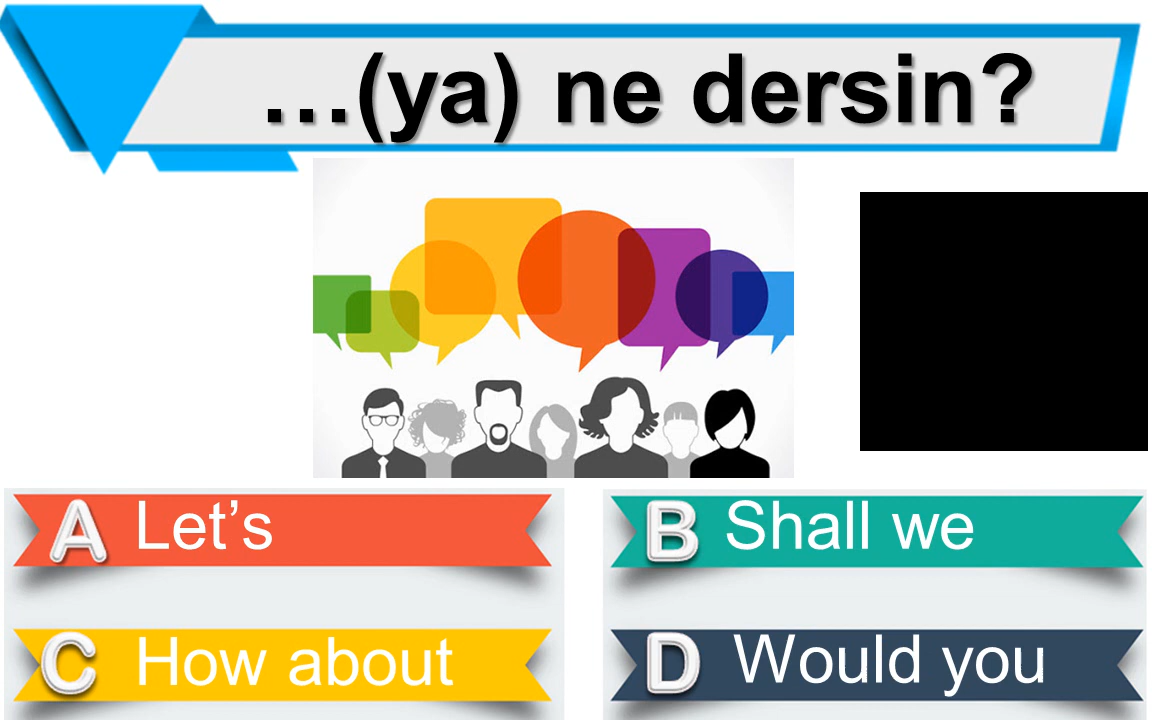 …(ya) ne dersin?
A Let’s
B Shall we
C How about
D Would you